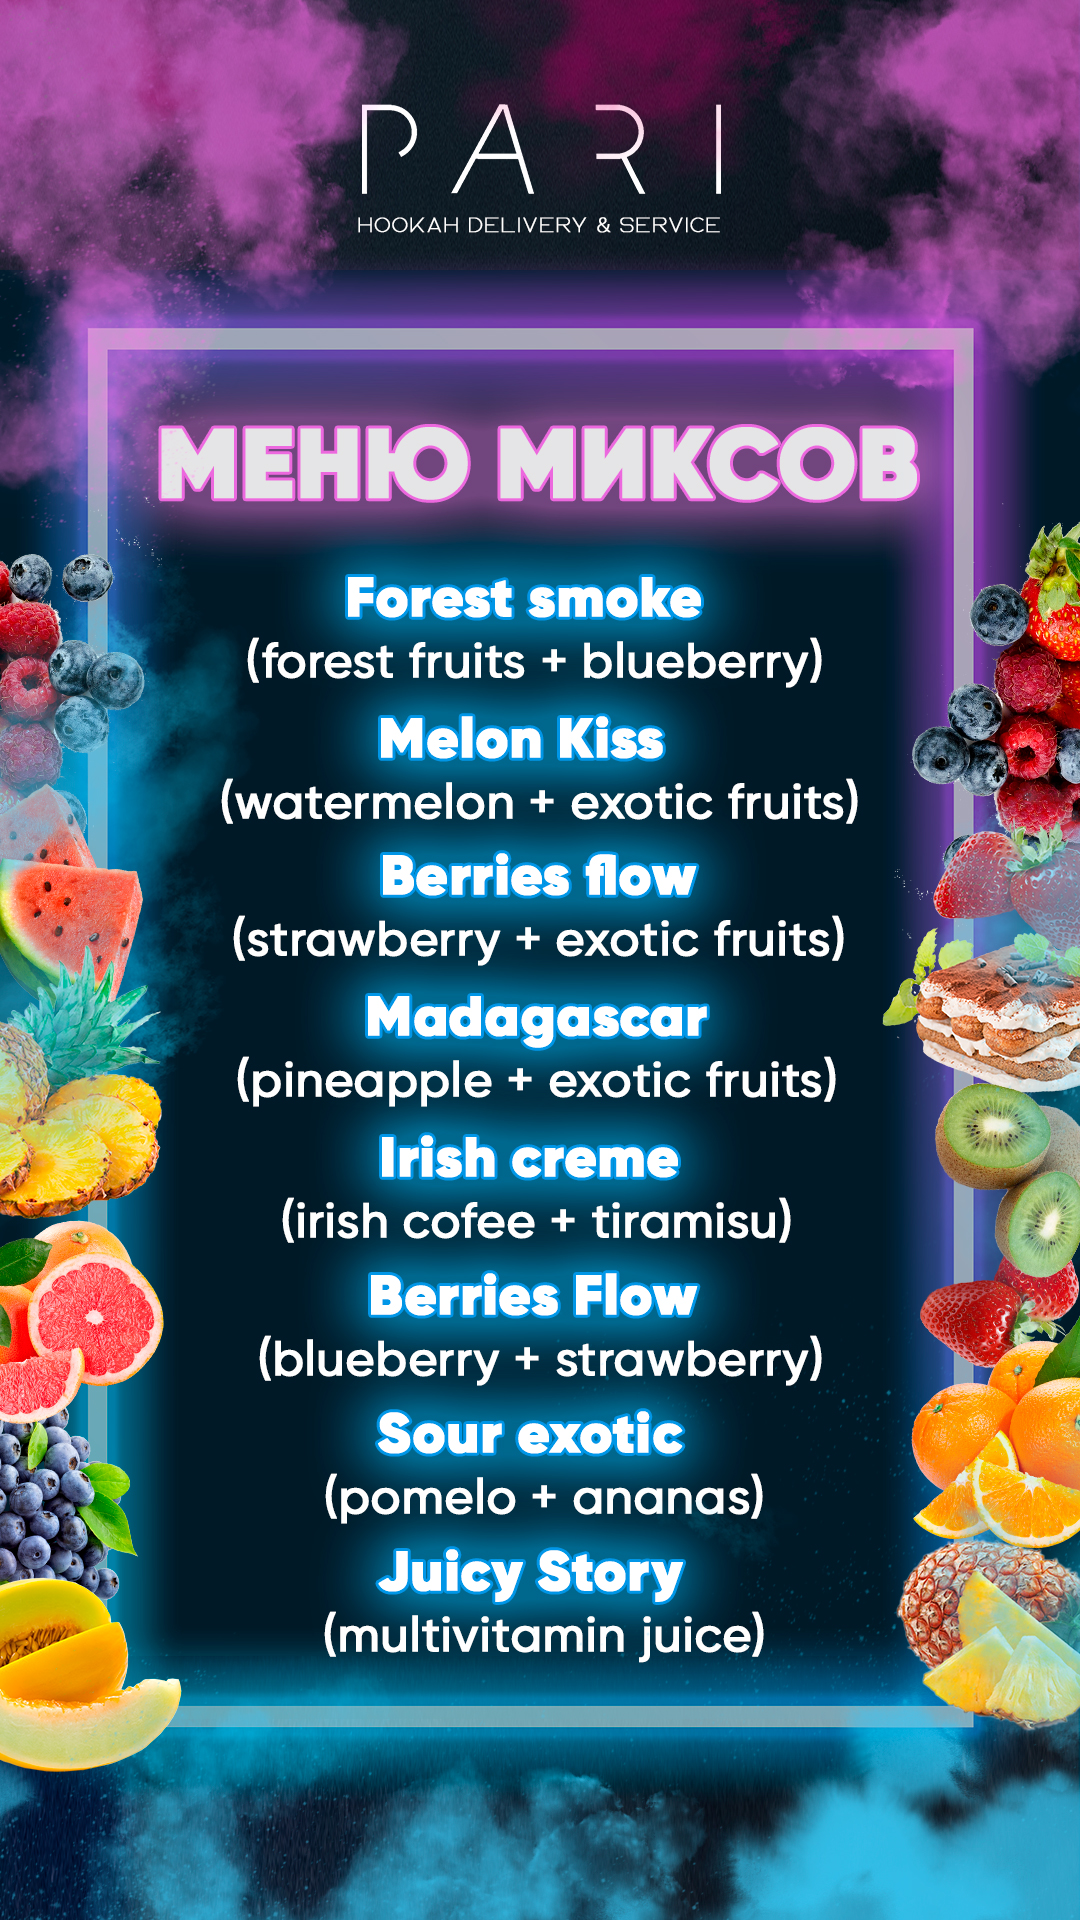 PARI
HOOKAH DELIVERY & SERVICE
МЕНЮ МИКСОВ
Forest smoke
(forest fruits + blueberry)
Melon Kiss
(watermelon + exotic fruits)
Berries flow
(strawberry + exotic fruits)
Madagascar
(pineapple + exotic fruits)
Irish creme
(irish cofee + tiramisu)
Berries Flow
(blueberry + strawberry)
Sour exotic
(pomelo + ananas)
Juicy Story
(multivitamin juice)